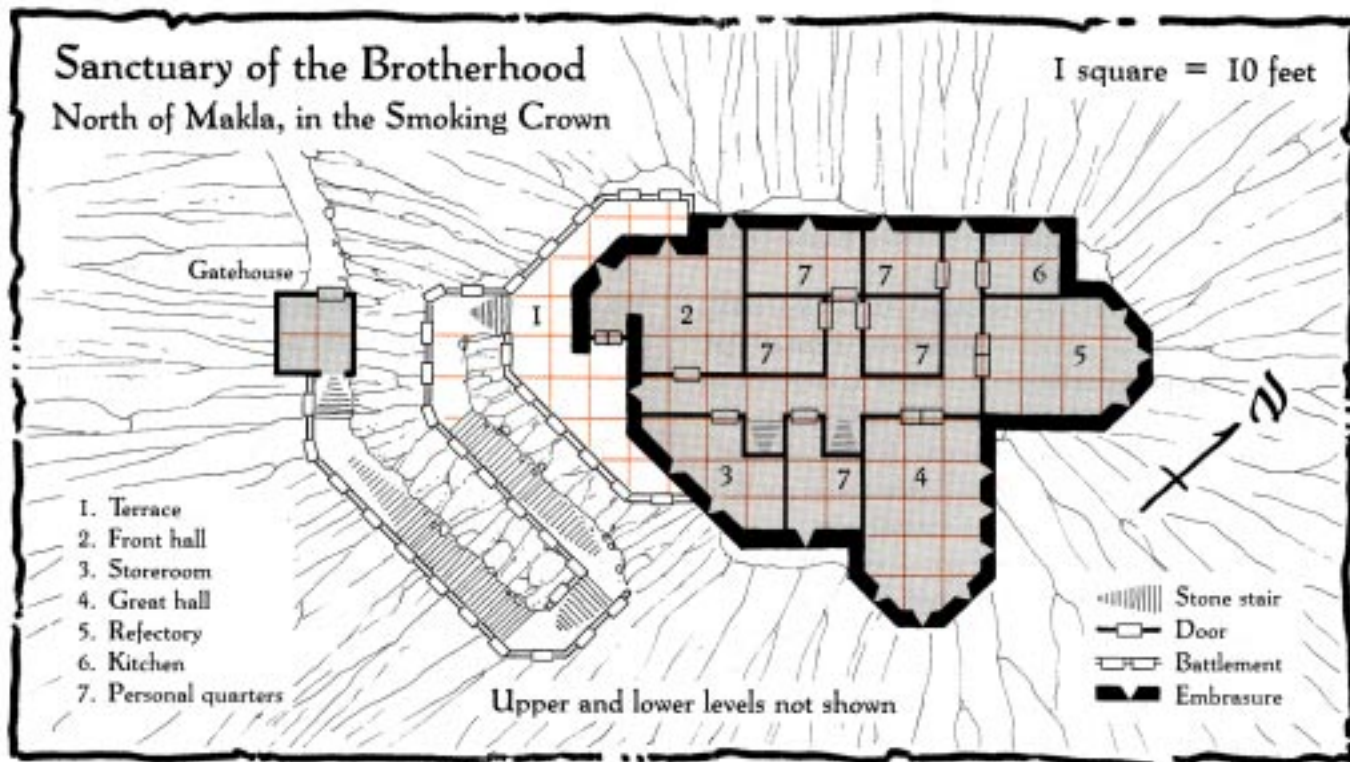 Sanctuary of the Brotherhood
North of Makla, in the Smoking Crown
1 square = 10 feet
Gatehouse
1
2
7
7
6
7
7
5
3
7
4
N
1. Terrace
2. Front hall
3. Storeroom
4. Great hall
5. Refectory
6. Kitchen
7. Personal quarters
Stone stair
Door
Battlement
Embrasure
Upper and lower levels not shown